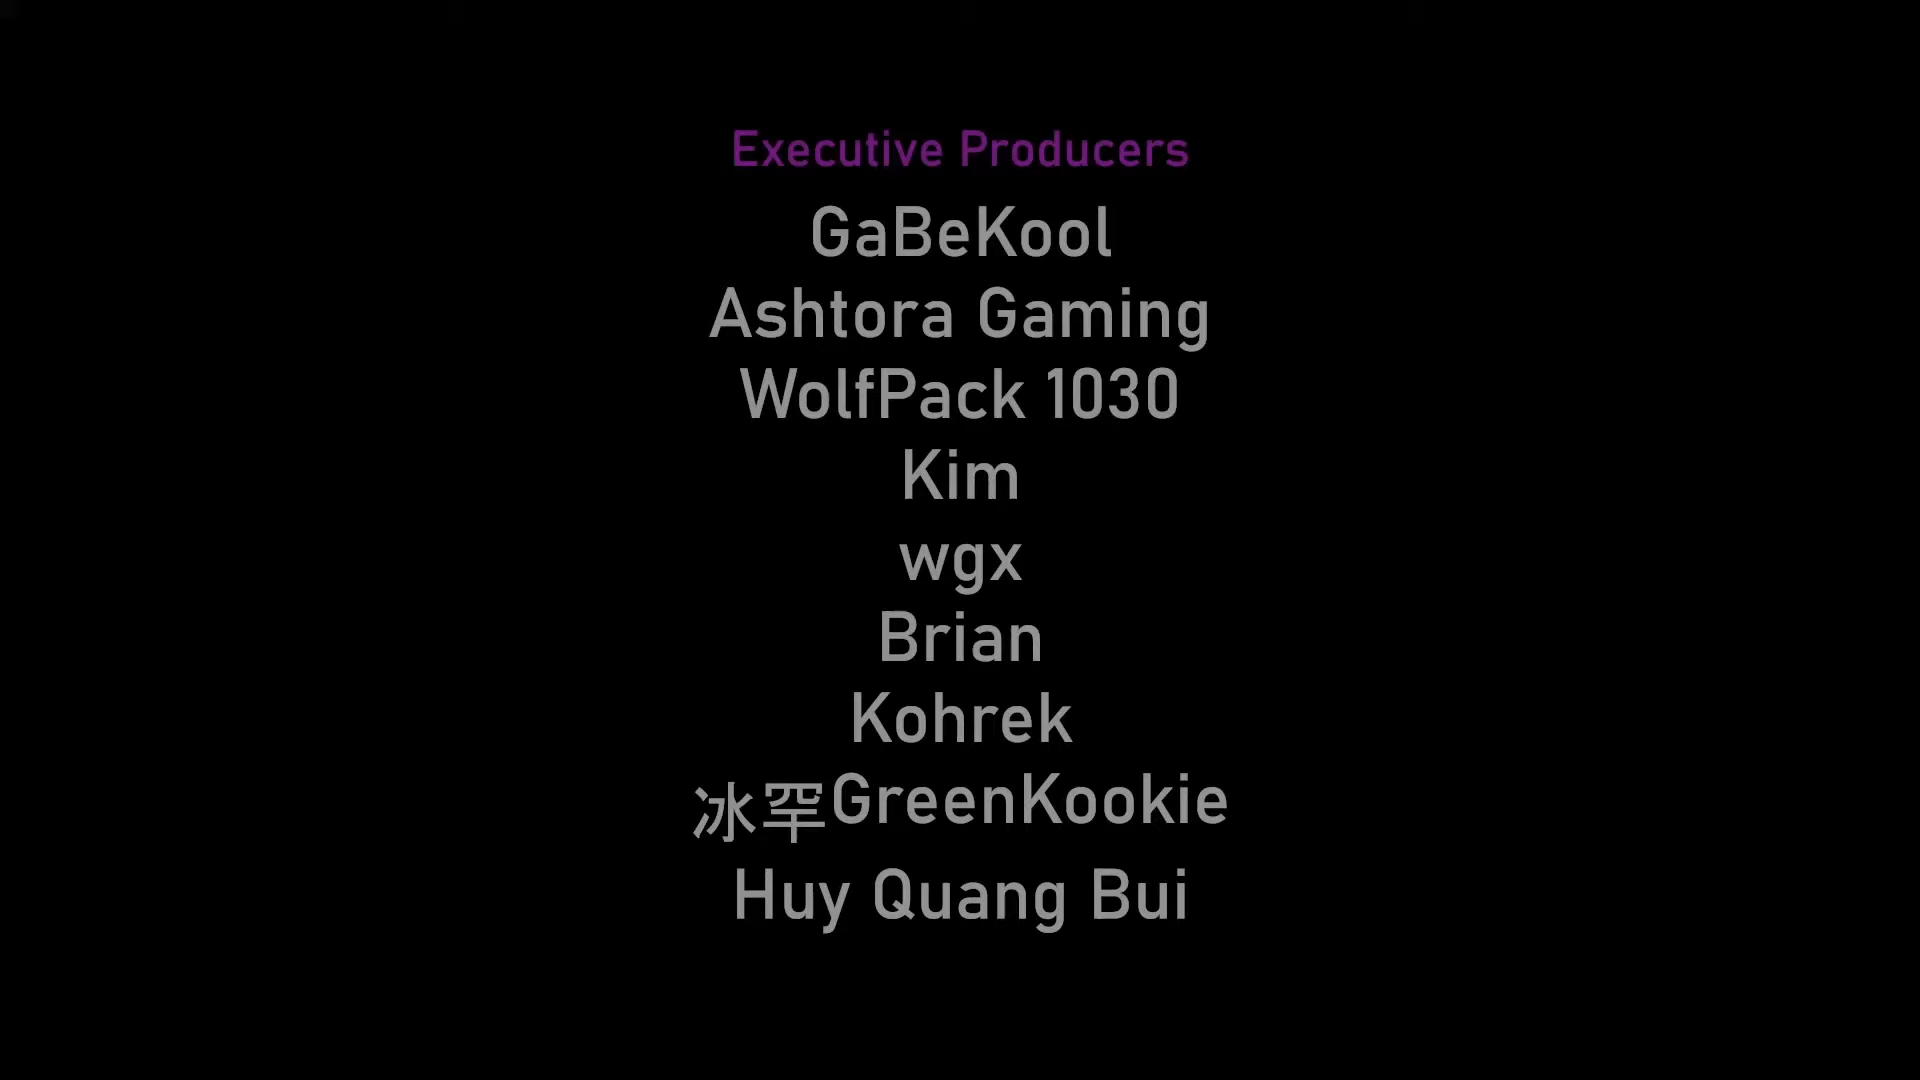 Executive Producers
GaBeKool
Ashtora Gaming
WolfPack 1030
Kim
wgx
Brian
Kohrek
冰罕GreenKookie
Huy Quang Bui